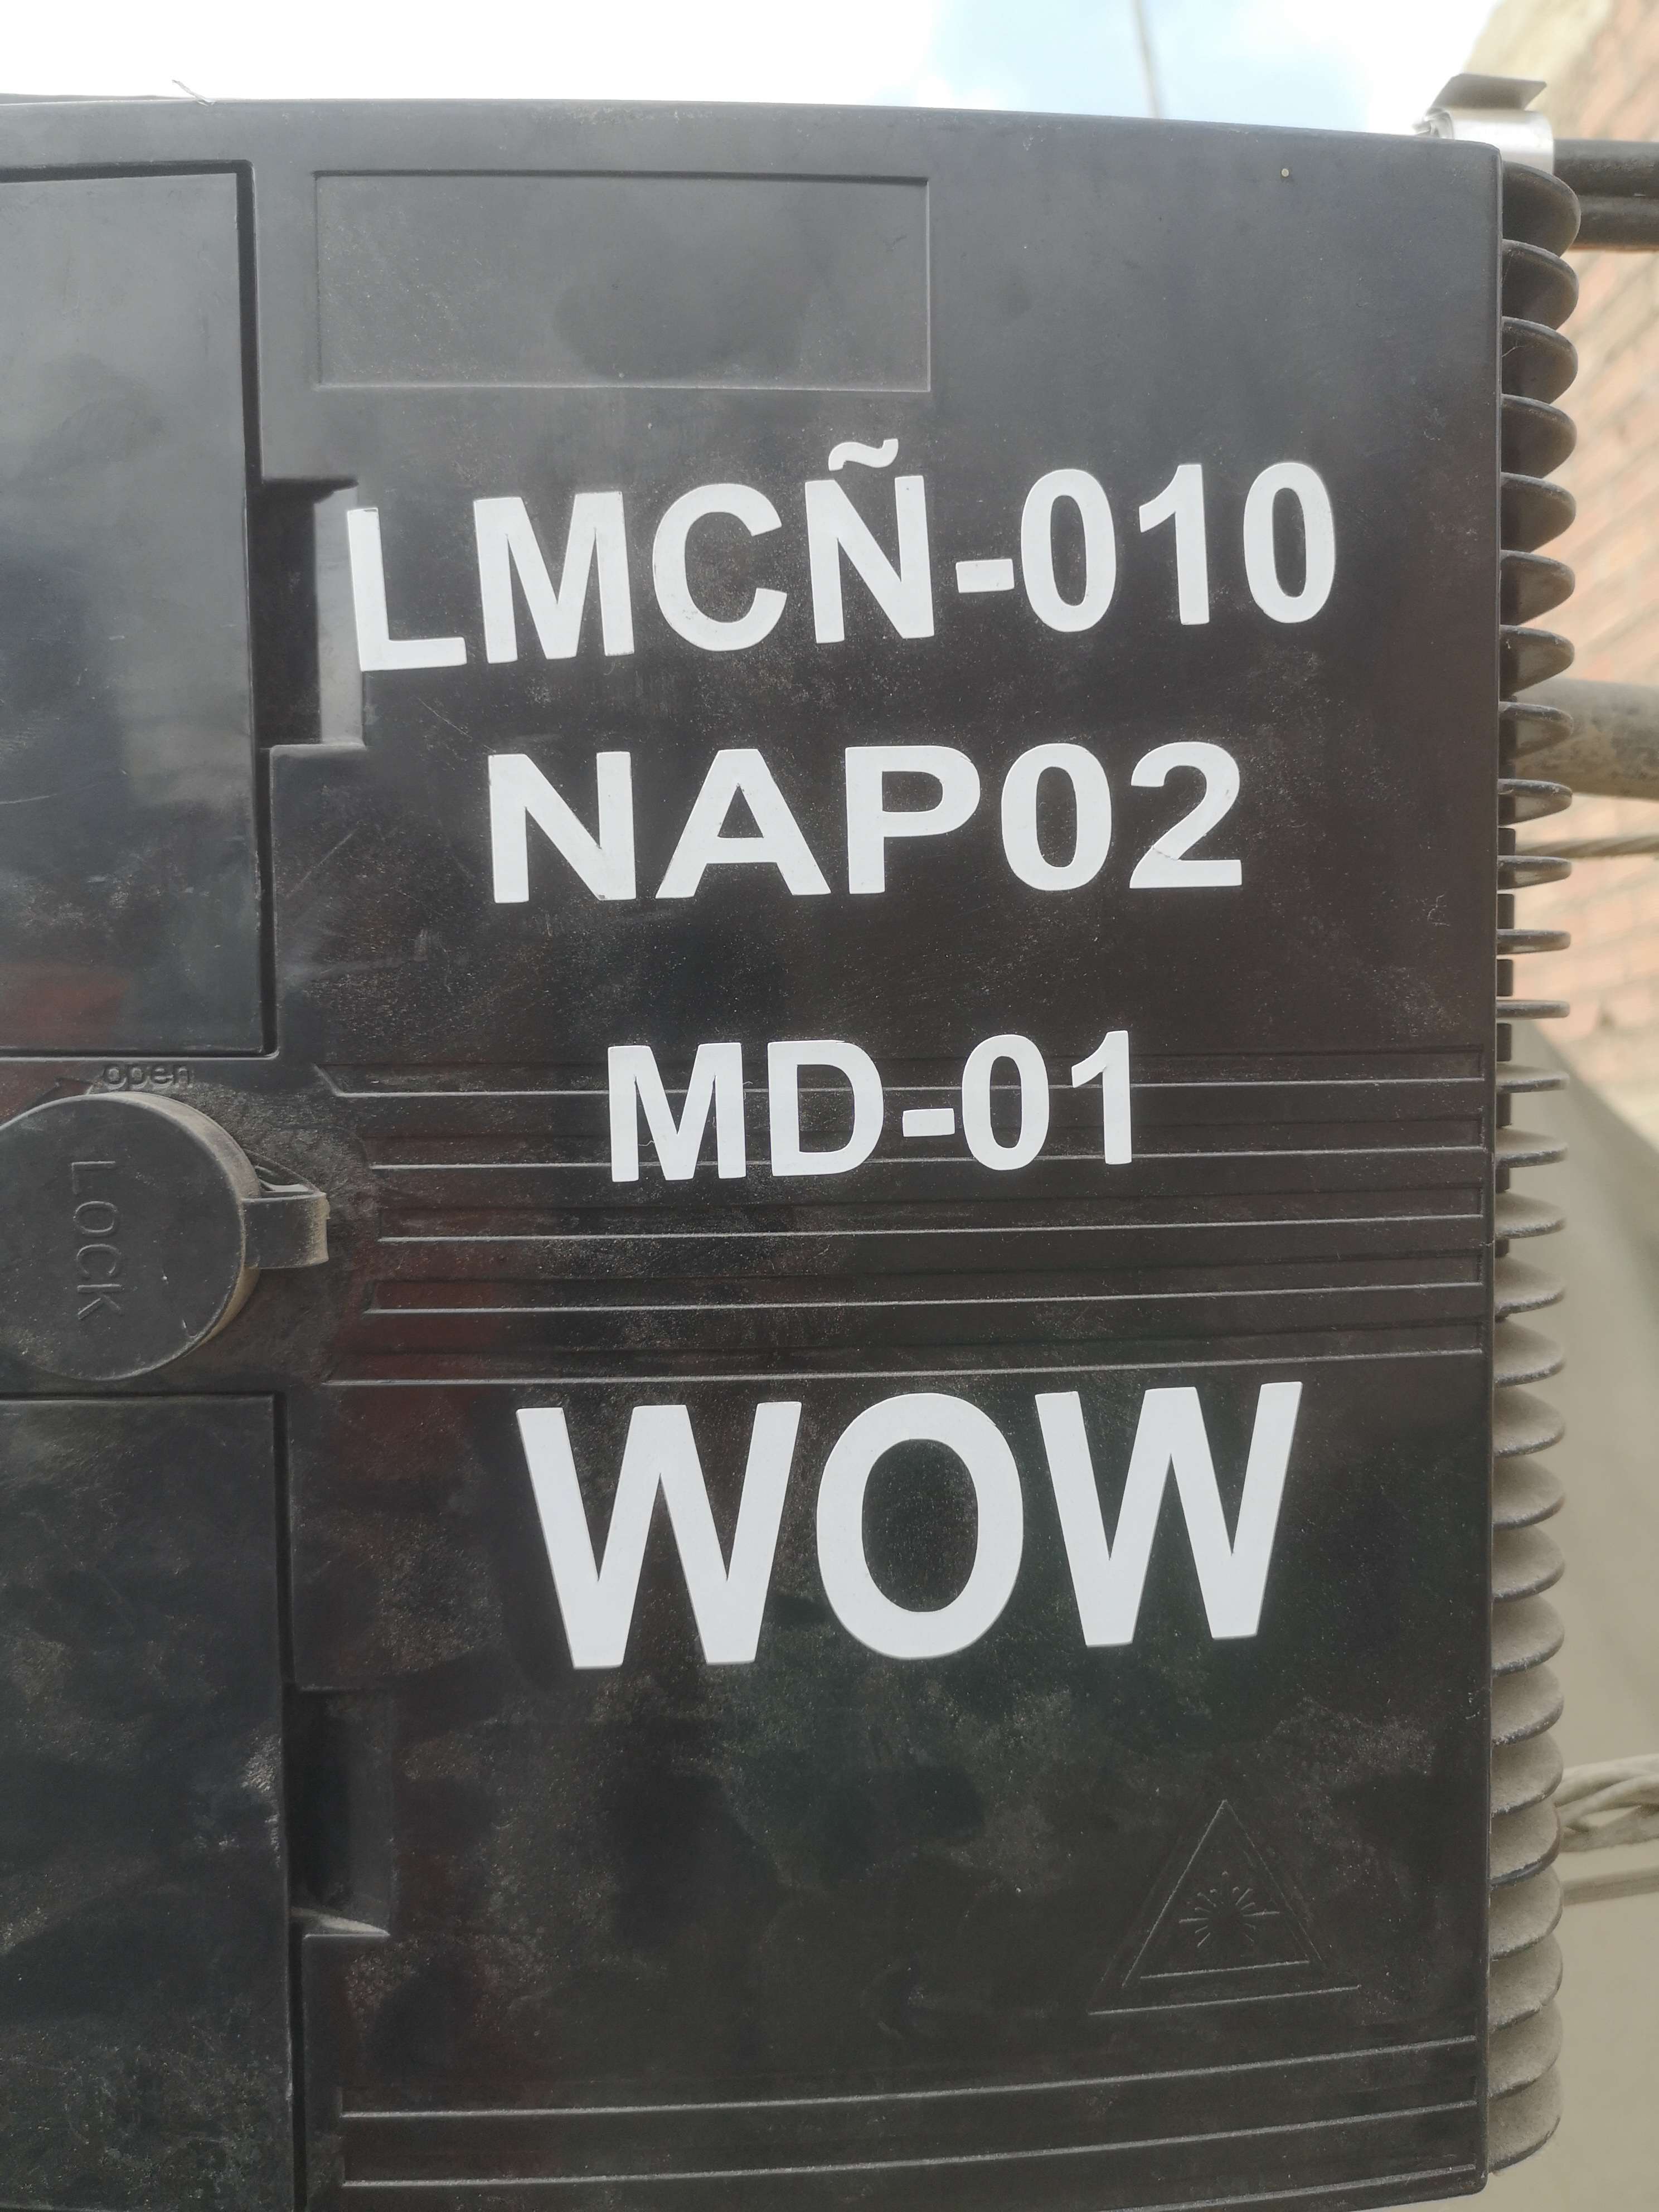 LMCÑ-010
NAP02
MD-01
open
LOCK
WOW